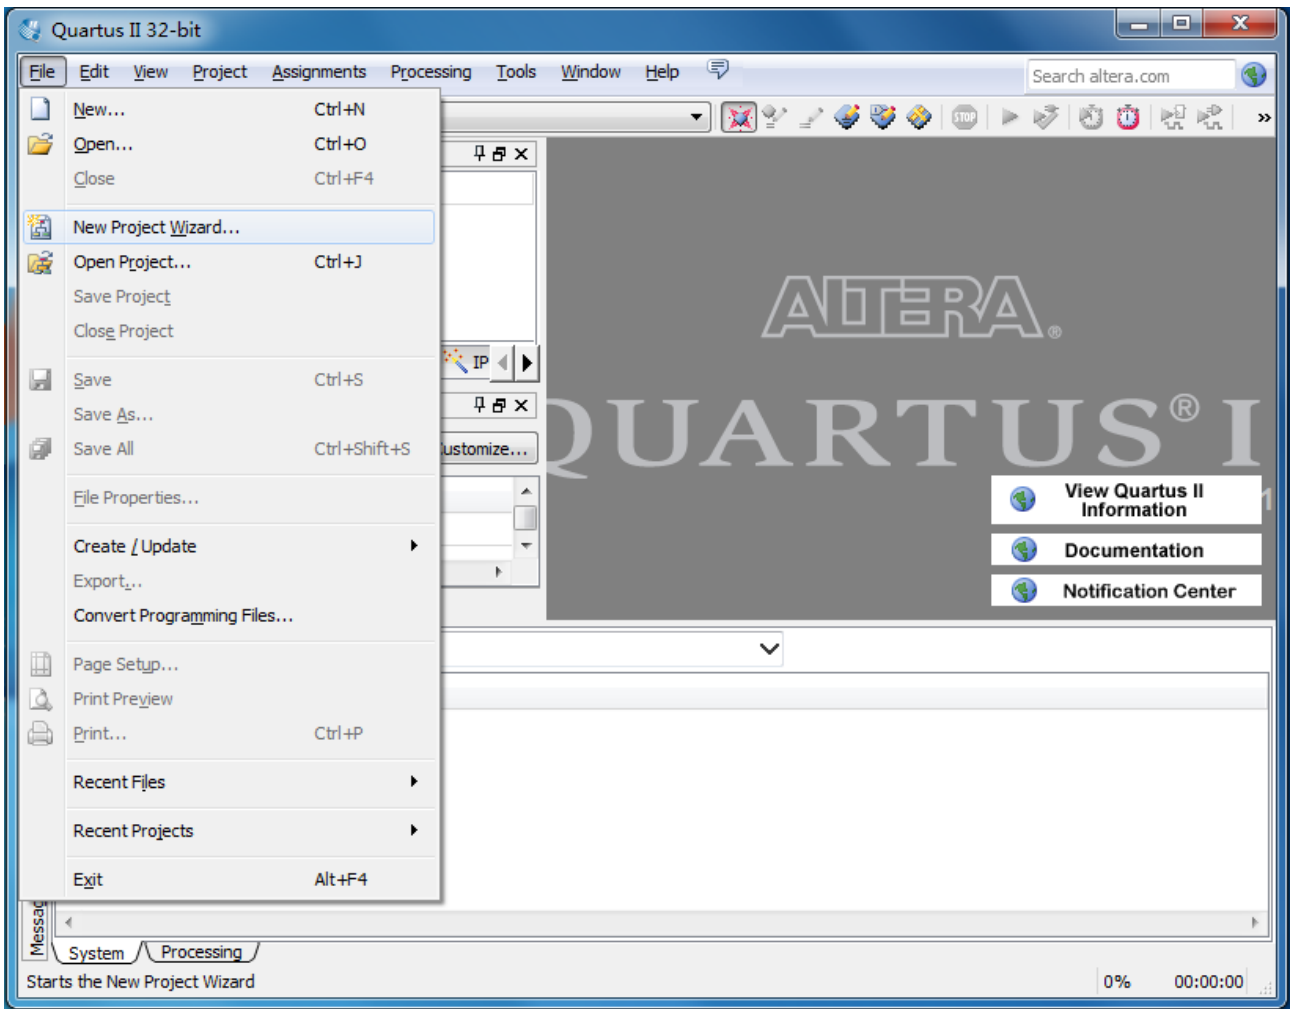 Quartus II 32-bit
File Edit View Project Assignments Processing Tools Window Help
Search altera.com
New... Ctrl+N
Open... Ctrl+O
Close Ctrl+F4
New Project Wizard...
Open Project... Ctrl+J
Save Project
Close Project
IP
Save Ctrl+S
Save As...
Save All Ctrl+Shift+S
ustomize...
File Properties...
Create / Update
Export...
Convert Programming Files...
Page Setup...
Print Preview
Print... Ctrl+P
Recent Files
Recent Projects
Exit Alt+F4
STOP
ALTERA®
QUARTUS® I
1
View Quartus II
Information
Documentation
Notification Center
Messag
System Processing
Starts the New Project Wizard
0% 00:00:00